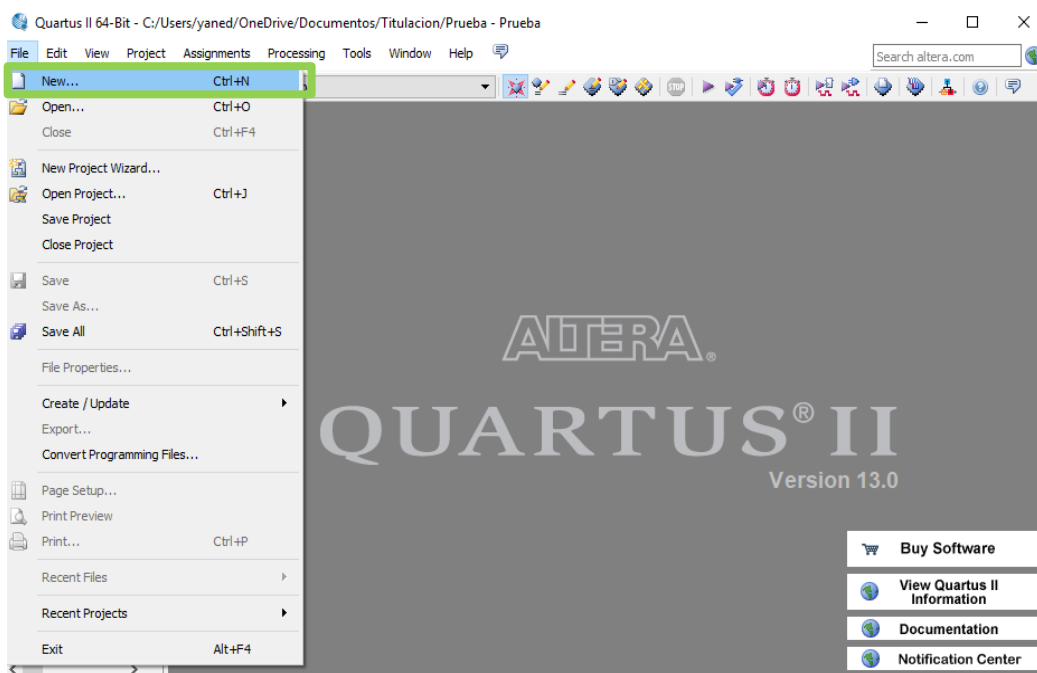 Quartus II 64-Bit - C:/Users/yaned/OneDrive/Documentos/Titulacion/Prueba - Prueba
File Edit View Project Assignments Processing Tools Window Help
Search altera.com
New... Ctrl+N
Open... Ctrl+O
Close Ctrl+F4
New Project Wizard...
Open Project... Ctrl+J
Save Project
Close Project
Save Ctrl+S
Save As...
Save All Ctrl+Shift+S
File Properties...
Create / Update
Export...
Convert Programming Files...
Page Setup...
Print Preview
Print... Ctrl+P
Recent Files
Recent Projects
Exit Alt+F4
STOP
ALTERA®
QUARTUS® II
Version 13.0
Buy Software
View Quartus II
Information
Documentation
Notification Center